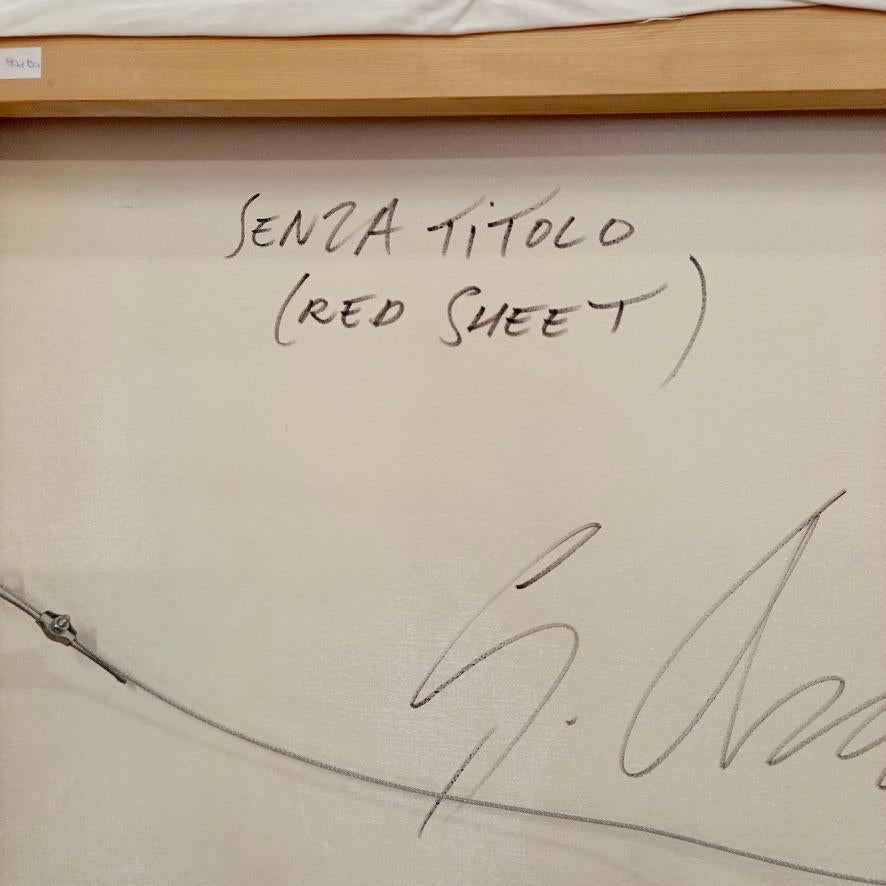 SENZA TITOLO
(RED SHEET)